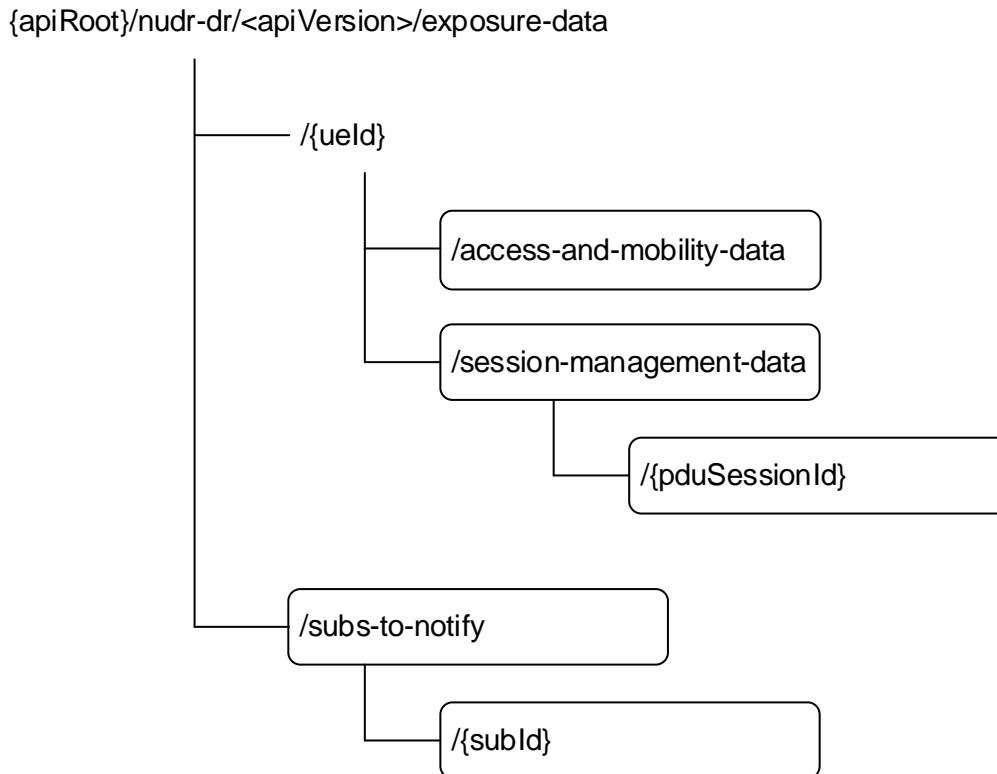 {apiRoot}/nudr-dr/<apiVersion>/exposure-data
/{ueId}
/access-and-mobility-data
/session-management-data
/{pduSessionId}
/subs-to-notify
/{subId}